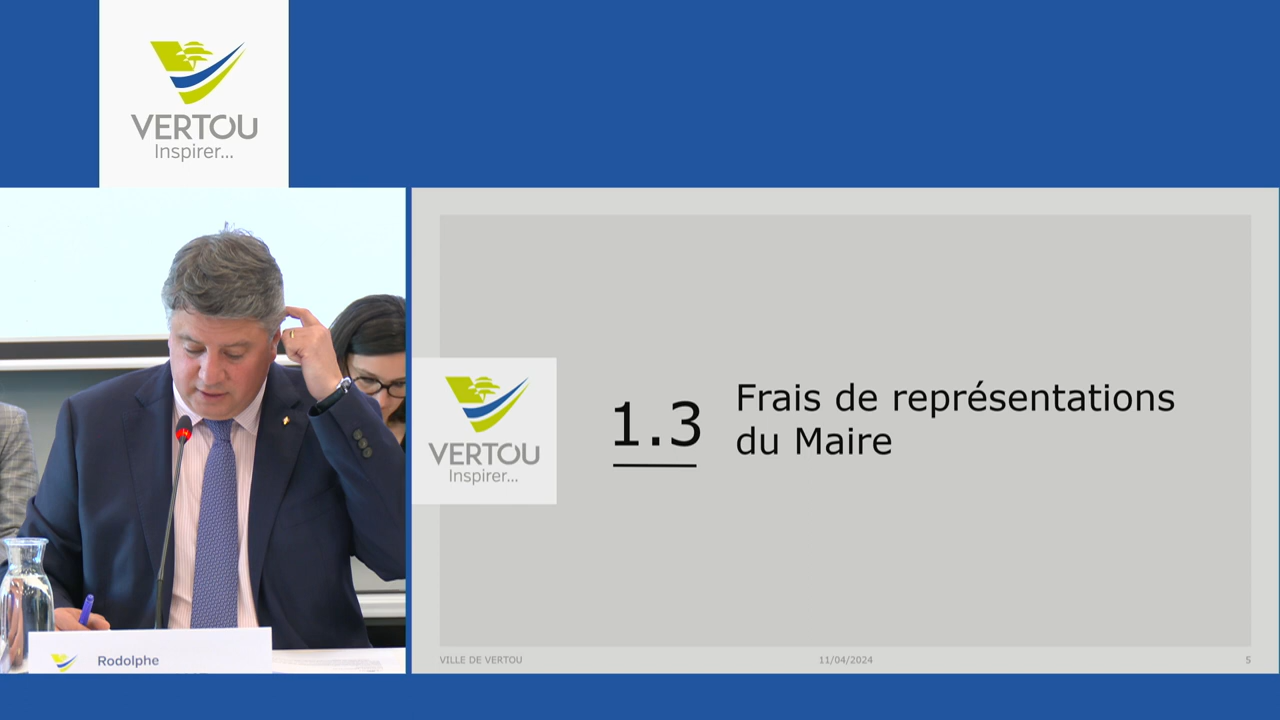 VERTOU
Inspirer...
VERTOU
Inspirer...
1.3
Frais de représentations
du Maire
Rodolphe
VILLE DE VERTOU
11/04/2024
5